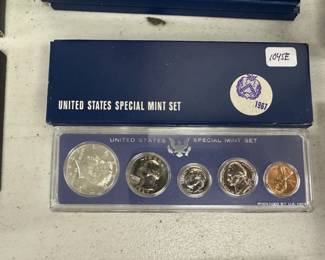 1045E
UNITED STATES SPECIAL MINT SET
1967
UNITED STATES SPECIAL MINT SET